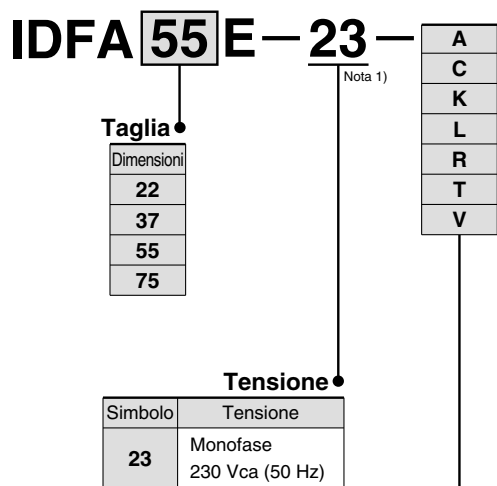 IDFA 55 E — 23 —
Nota 1)
A
C
K
L
R
T
V
Taglia
Dimensioni
22
37
55
75
Tensione
Simbolo Tensione
23 Monofase
230 Vca (50 Hz)